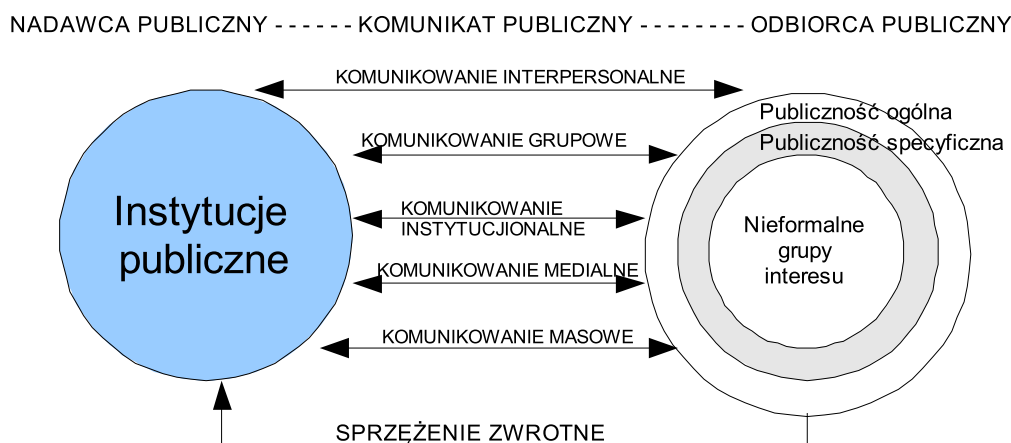 NADAWCA PUBLICZNY - - - - - - KOMUNIKAT PUBLICZNY - - - - - - - - ODBIORCA PUBLICZNY
KOMUNIKOWANIE INTERPERSONALNE
Publiczność ogólna
KOMUNIKOWANIE GRUPOWE
Publiczność specyficzna
Instytucje
publiczne
KOMUNIKOWANIE
INSTYTUCJIONALNE
Nieformalne
grupy
interesu
KOMUNIKOWANIE MEDIALNE
KOMUNIKOWANIE MASOWE
SPRZĘŻENIE ZWROTNE